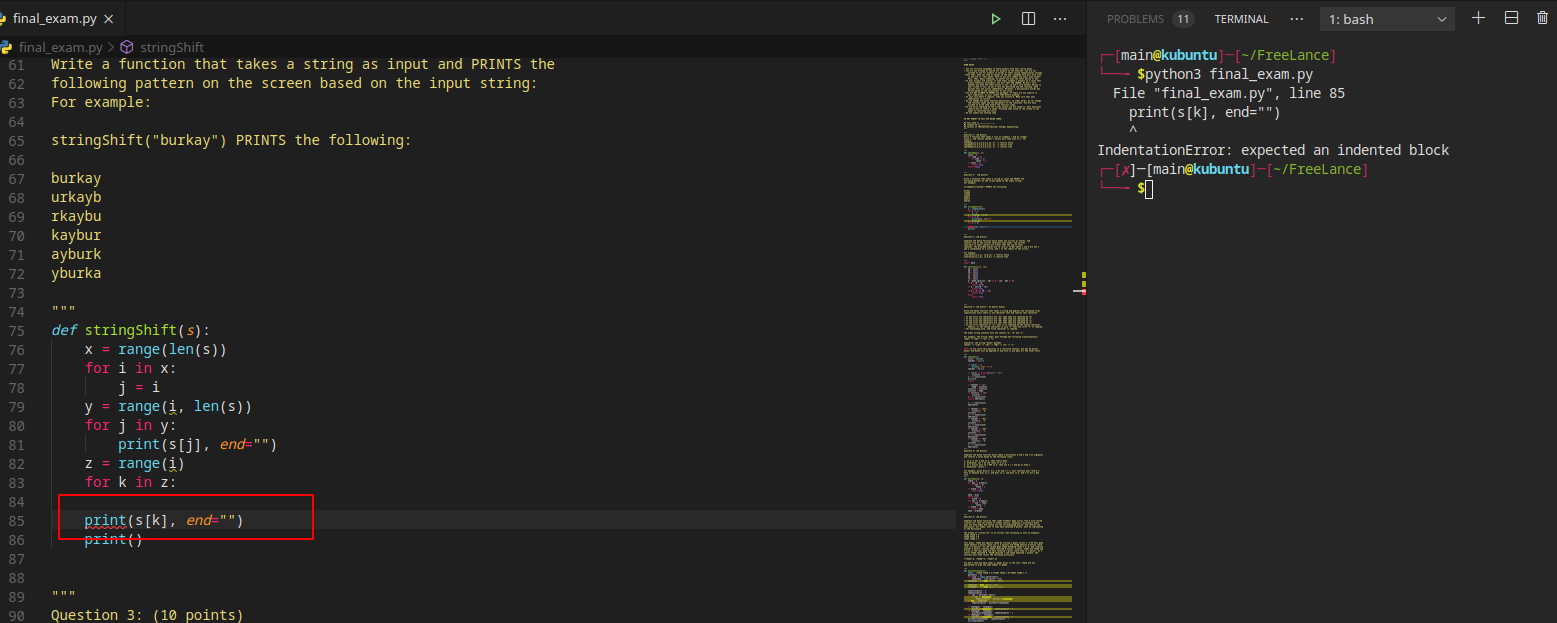 final_exam.py
PROBLEMS 11 TERMINAL ··· 1: bash
final_exam.py > stringShift
61 Write a function that takes a string as input and PRINTS the
62 following pattern on the screen based on the input string:
63 For example:
64
65 stringShift("burkay") PRINTS the following:
66
67 burkay
68 urkayb
69 rkaybu
70 kaybur
71 ayburk
72 yburka
73
74 """
75 def stringShift(s):
76 x = range(len(s))
77 for i in x:
78 j = i
79 y = range(i, len(s))
80 for j in y:
81 print(s[j], end="")
82 z = range(i)
83 for k in z:
84
85 print(s[k], end="")
86 print()
87
88
89 """
90 Question 3: (10 points)
┌─[main@kubuntu]─[~/FreeLance]
└──╼ $python3 final_exam.py
File "final_exam.py", line 85
print(s[k], end="")
^
IndentationError: expected an indented block
┌─[✗]─[main@kubuntu]─[~/FreeLance]
└──╼ $